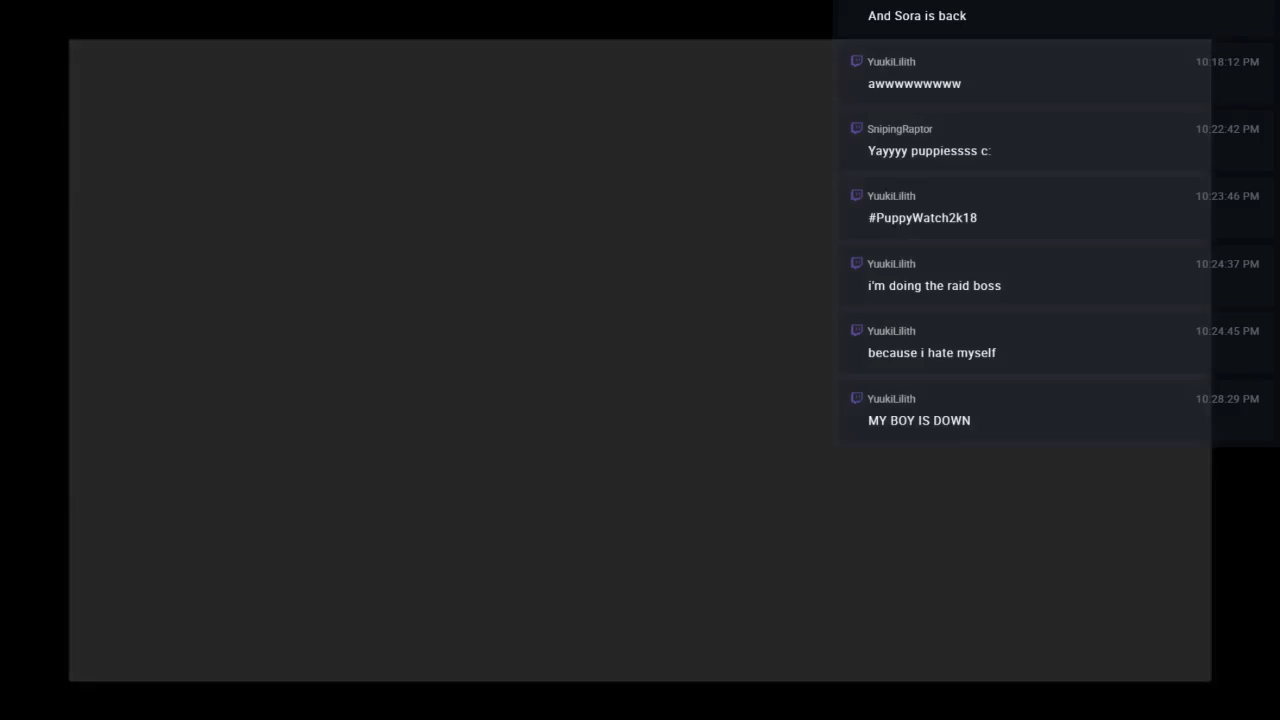 And Sora is back
YuukiLilith 10:18:12 PM
awwwwwwwww
SnipingRaptor 10:22:42 PM
Yayyyy puppiessss c:
YuukiLilith 10:23:46 PM
#PuppyWatch2k18
YuukiLilith 10:24:37 PM
i'm doing the raid boss
YuukiLilith 10:24:45 PM
because i hate myself
YuukiLilith 10:28:29 PM
MY BOY IS DOWN